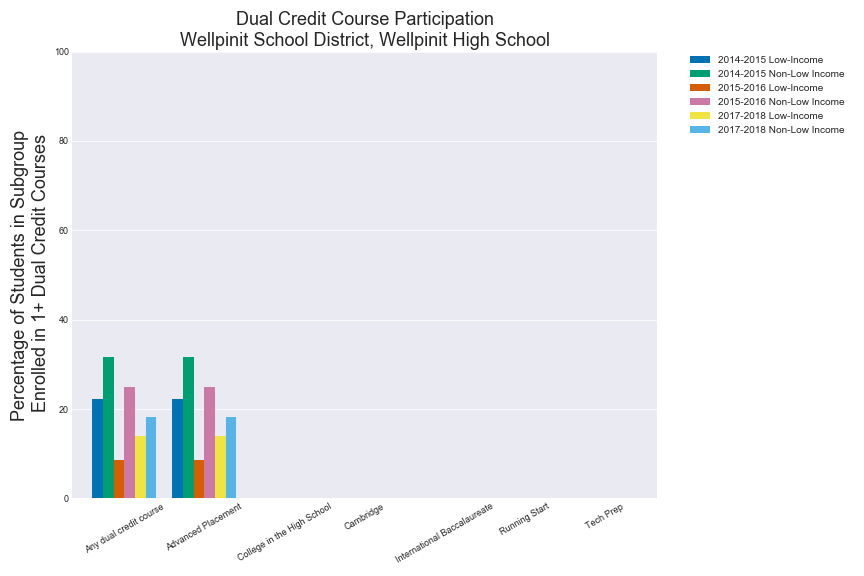 Dual Credit Course Participation
Wellpinit School District, Wellpinit High School
Percentage of Students in Subgroup
Enrolled in 1+ Dual Credit Courses
100
80
60
40
20
0
Any dual credit course
Advanced Placement
College in the High School
Cambridge
International Baccalaureate
Running Start
Tech Prep
2014-2015 Low-Income
2014-2015 Non-Low Income
2015-2016 Low-Income
2015-2016 Non-Low Income
2017-2018 Low-Income
2017-2018 Non-Low Income